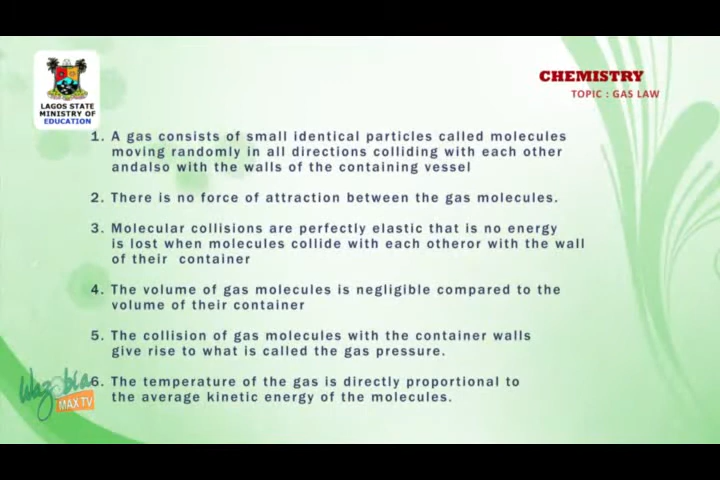 LAGOS STATE
MINISTRY OF
EDUCATION
CHEMISTRY
TOPIC : GAS LAW
1. A gas consists of small identical particles called molecules
moving randomly in all directions colliding with each other
andalso with the walls of the containing vessel
2. There is no force of attraction between the gas molecules.
3. Molecular collisions are perfectly elastic that is no energy
is lost when molecules collide with each otheror with the wall
of their container
4. The volume of gas molecules is negligible compared to the
volume of their container
5. The collision of gas molecules with the container walls
give rise to what is called the gas pressure.
6. The temperature of the gas is directly proportional to
the average kinetic energy of the molecules.
Wazobia
MAX TV